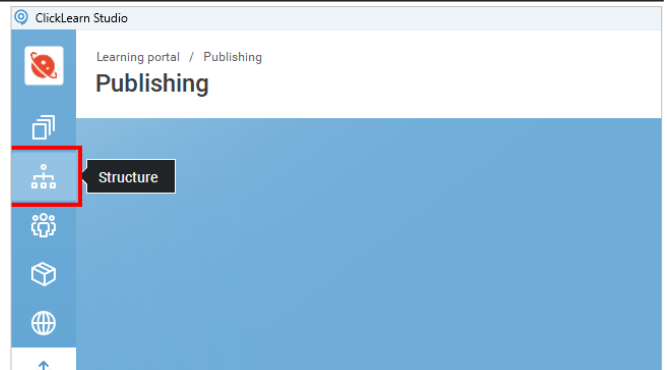 ClickLearn Studio
Learning portal / Publishing
Publishing
Structure